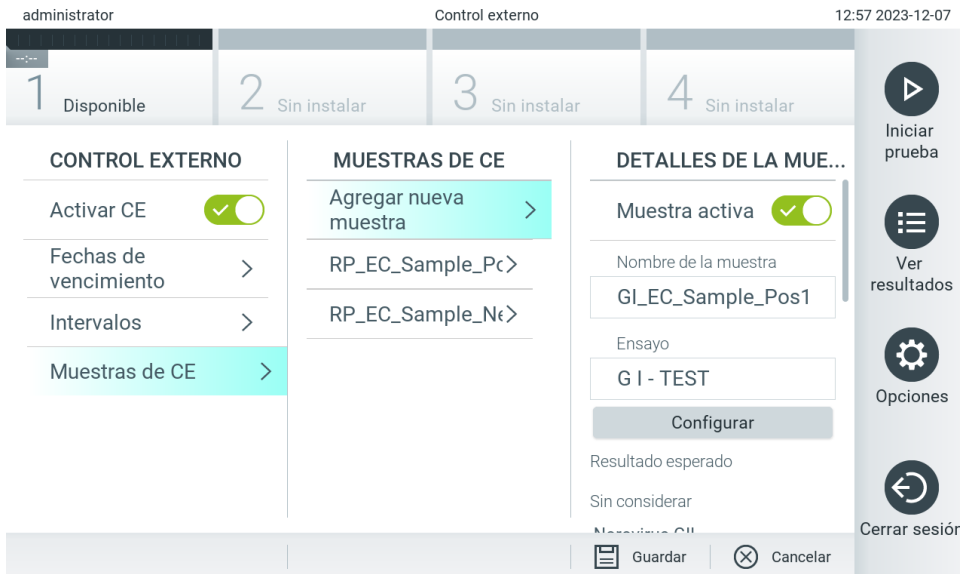 administrator
Control externo
12:57 2023-12-07
--:--
1 Disponible
2 Sin instalar
3 Sin instalar
4 Sin instalar
CONTROL EXTERNO
Activar CE
Fechas de
vencimiento
Intervalos
Muestras de CE
MUESTRAS DE CE
Agregar nueva
muestra
RP_EC_Sample_Po
RP_EC_Sample_Ne
DETALLES DE LA MUE...
Muestra activa
Nombre de la muestra
GI_EC_Sample_Pos1
Ensayo
G I - TEST
Configurar
Resultado esperado
Sin considerar
Norovirus GII
Guardar
Cancelar
Iniciar
prueba
Ver
resultados
Opciones
Cerrar sesión